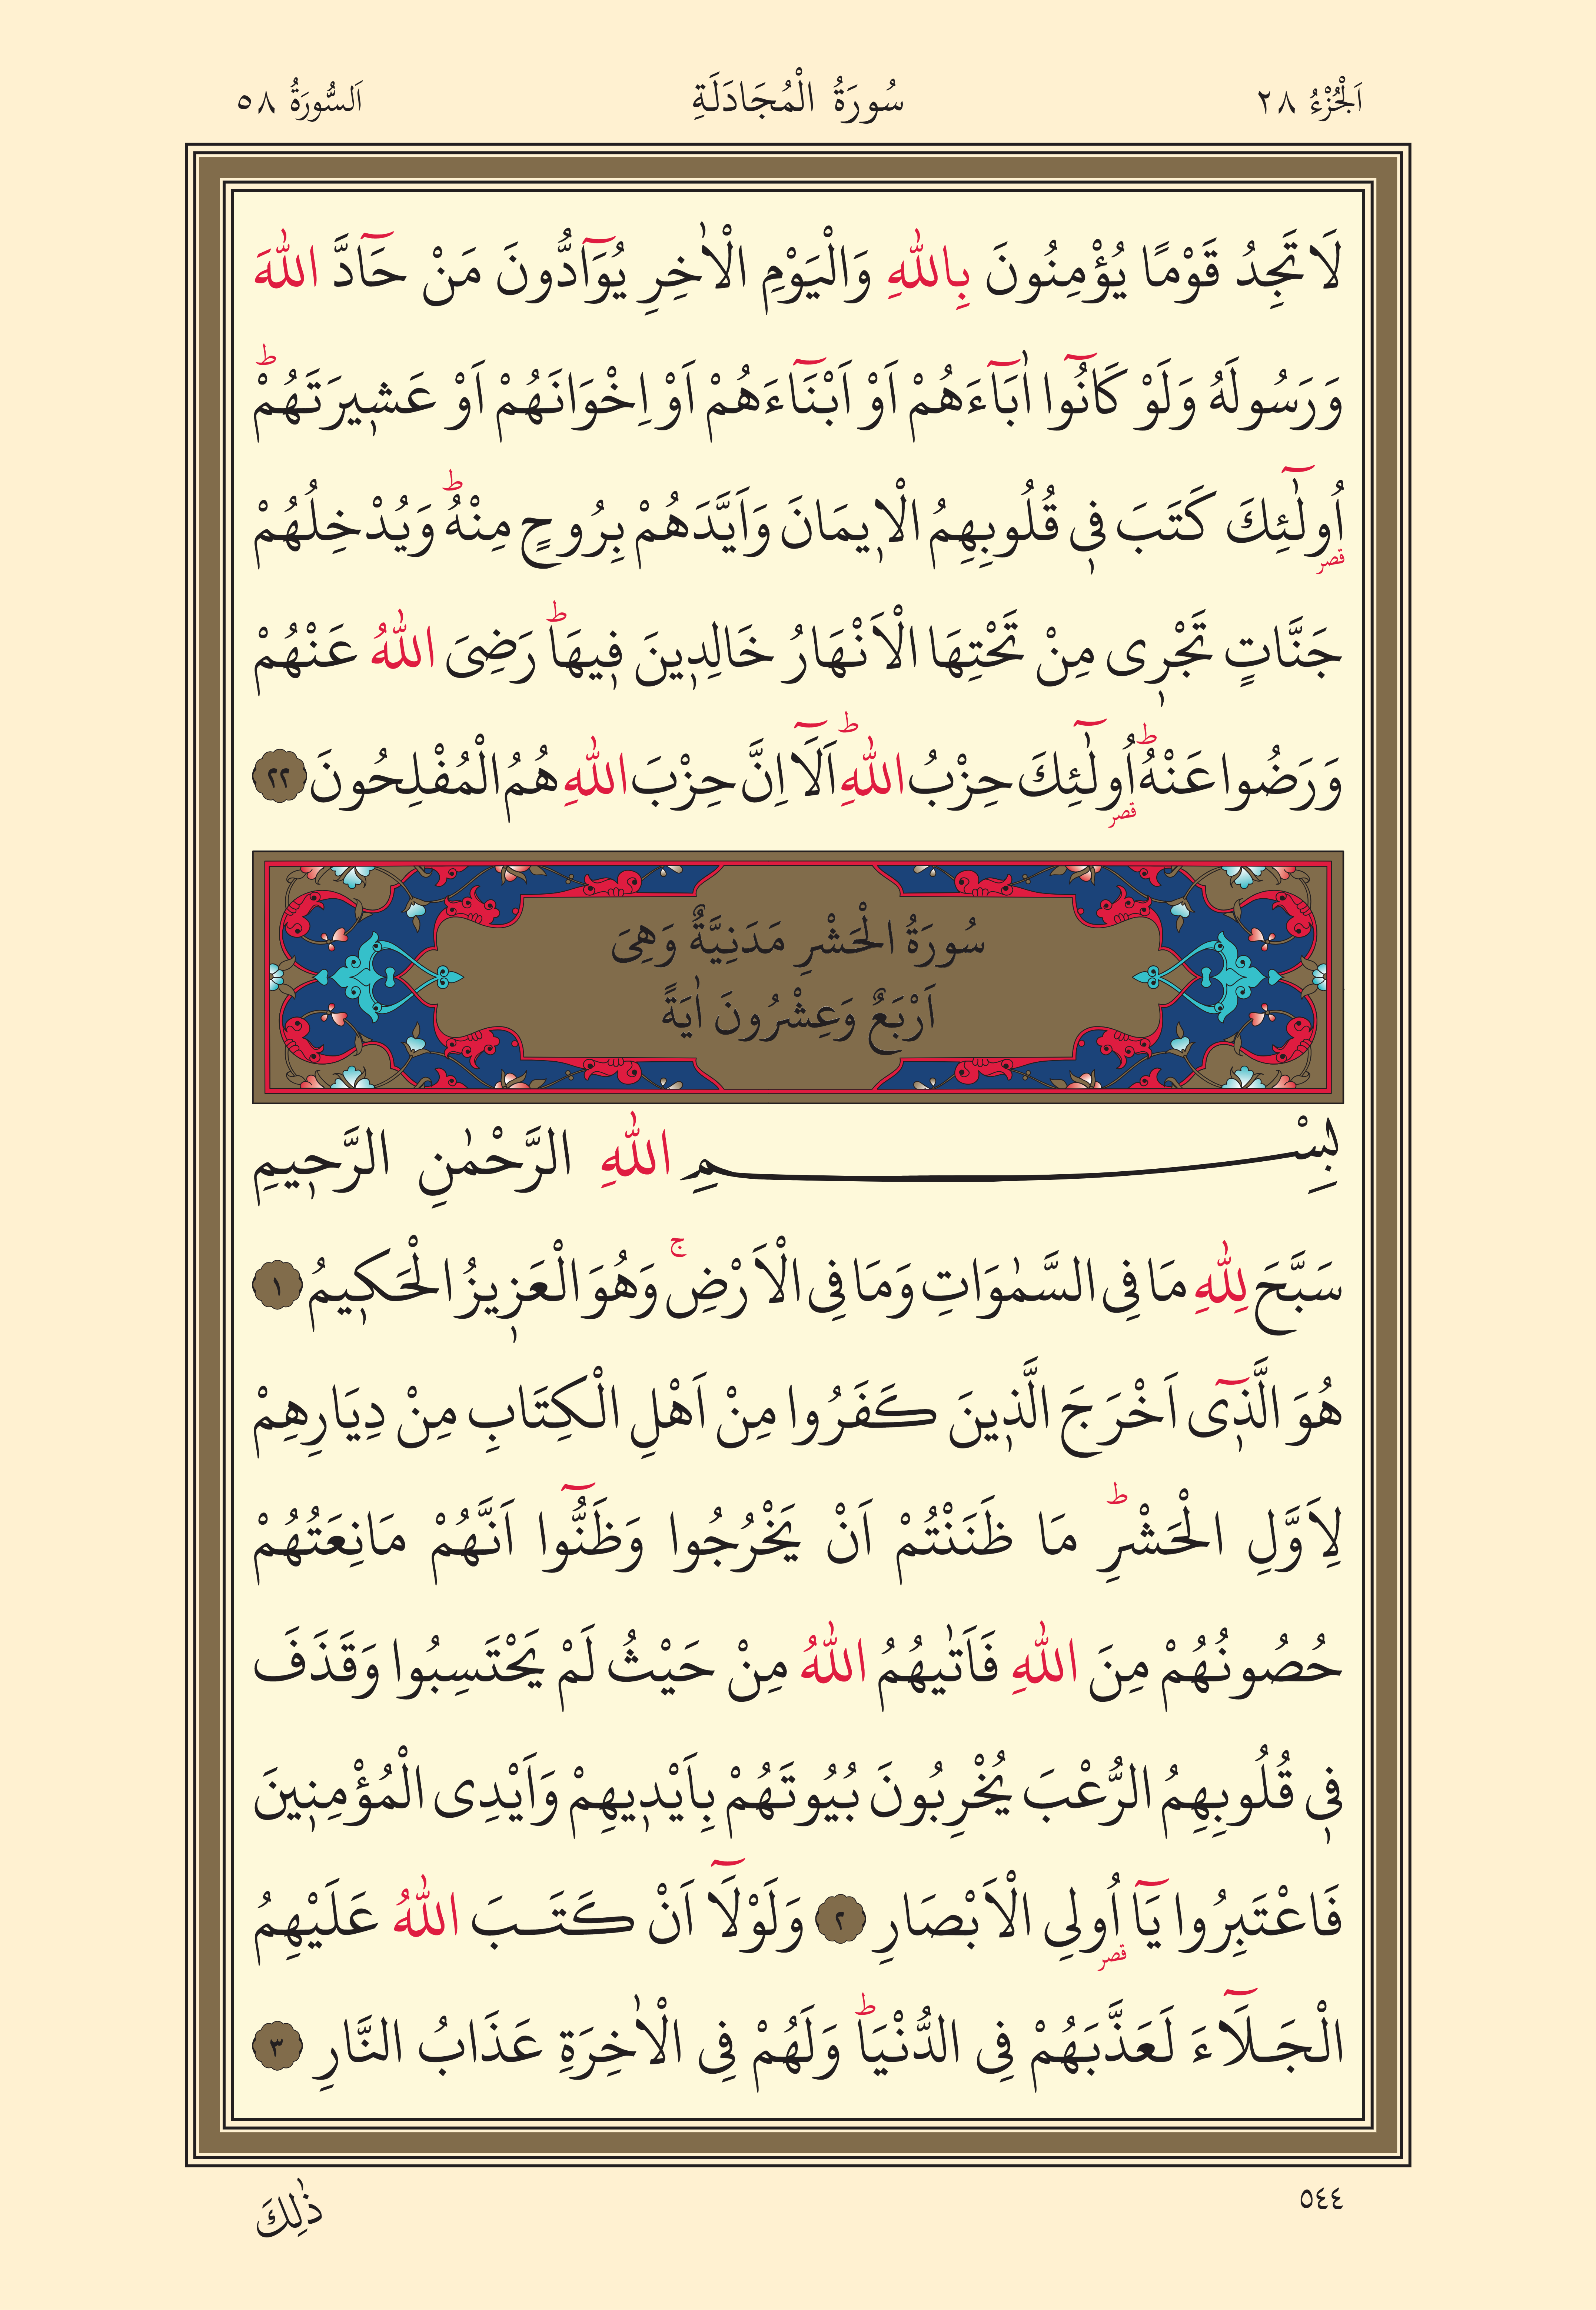 اَلْجُزْءُ ٢٨ سُورَةُ الْمُجَادَلَةِ اَلسُّورَةُ ٥٨
لَا تَجِدُ قَوْمًا يُؤْمِنُونَ بِاللّٰهِ وَالْيَوْمِ الْاٰخِرِ يُوَٓادُّونَ مَنْ حَٓادَّ اللّٰهَ
وَرَسُولَهُ وَلَوْ كَانُٓوا اٰبَٓاءَهُمْ اَوْ اَبْنَٓاءَهُمْ اَوْ اِخْوَانَهُمْ اَوْ عَشٖيرَتَهُمْؕ
اُو۬لٰٓئِكَ كَتَبَ فٖي قُلُوبِهِمُ الْاٖيمَانَ وَاَيَّدَهُمْ بِرُوحٍ مِنْهُؕ وَيُدْخِلُهُمْ
قصر
جَنَّاتٍ تَجْرٖى مِنْ تَحْتِهَا الْاَنْهَارُ خَالِدٖينَ فٖيهَاؕ رَضِىَ اللّٰهُ عَنْهُمْ
وَرَضُوا عَنْهُؕ اُولٰٓئِكَ حِزْبُ اللّٰهِؕ اَلَٓا اِنَّ حِزْبَ اللّٰهِ هُمُ الْمُفْلِحُونَ ٢٢
قصر
سُورَةُ الْحَشْرِ مَدَنِيَّةٌ وَهِىَ
اَرْبَعٌ وَعِشْرُونَ اٰيَةً
بِسْمِ اللّٰهِ الرَّحْمٰنِ الرَّحٖيمِ
سَبَّحَ لِلّٰهِ مَا فِى السَّمٰوَاتِ وَمَا فِى الْاَرْضِۚ وَهُوَ الْعَزٖيزُ الْحَكٖيمُ ١
هُوَ الَّذٖٓى اَخْرَجَ الَّذٖينَ كَفَرُوا مِنْ اَهْلِ الْكِتَابِ مِنْ دِيَارِهِمْ
لِاَوَّلِ الْحَشْرِؕ مَا ظَنَنْتُمْ اَنْ يَخْرُجُوا وَظَنُّٓوا اَنَّهُمْ مَانِعَتُهُمْ
حُصُونُهُمْ مِنَ اللّٰهِ فَاَتٰيهُمُ اللّٰهُ مِنْ حَيْثُ لَمْ يَحْتَسِبُوا وَقَذَفَ
فٖى قُلُوبِهِمُ الرُّعْبَ يُخْرِبُونَ بُيُوتَهُمْ بِاَيْدٖيهِمْ وَاَيْدِى الْمُؤْمِنٖينَ
فَاعْتَبِرُوا يَٓا اُولِى الْاَبْصَارِ ٢ وَلَوْلَٓا اَنْ كَتَبَ اللّٰهُ عَلَيْهِمُ
قصر
الْجَلَٓاءَ لَعَذَّبَهُمْ فِى الدُّنْيَاؕ وَلَهُمْ فِى الْاٰخِرَةِ عَذَابُ النَّارِ ٣
٥٤٤
ذٰلِكَ